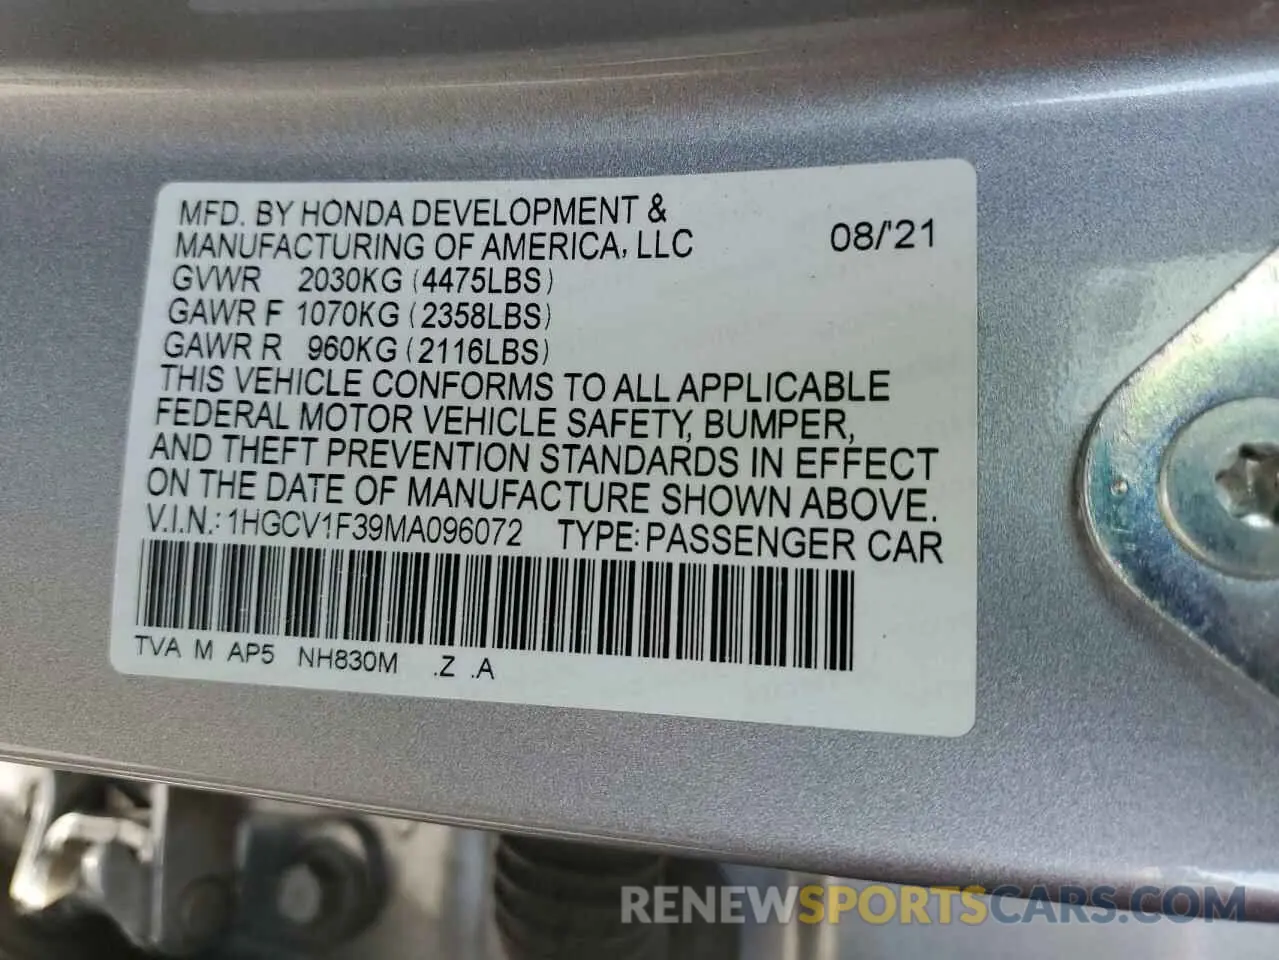 MFD. BY HONDA DEVELOPMENT &
MANUFACTURING OF AMERICA, LLC
08/'21
GVWR 2030KG (4475LBS)
GAWR F 1070KG (2358LBS)
GAWR R 960KG (2116LBS)
THIS VEHICLE CONFORMS TO ALL APPLICABLE
FEDERAL MOTOR VEHICLE SAFETY, BUMPER,
AND THEFT PREVENTION STANDARDS IN EFFECT
ON THE DATE OF MANUFACTURE SHOWN ABOVE.
V.I.N.: 1HGCV1F39MA096072 TYPE: PASSENGER CAR
TVA M AP5 NH830M .Z .A
RENEWSPORTSCARS.COM